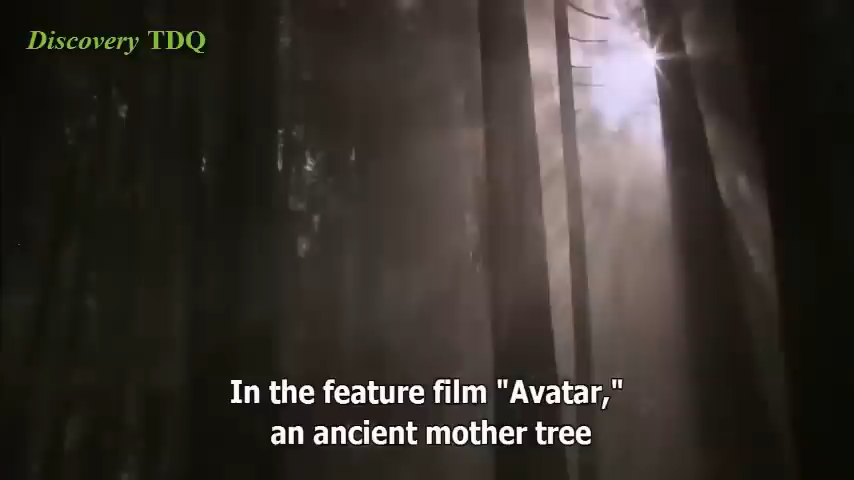 Discovery TDQ
In the feature film "Avatar,"
an ancient mother tree